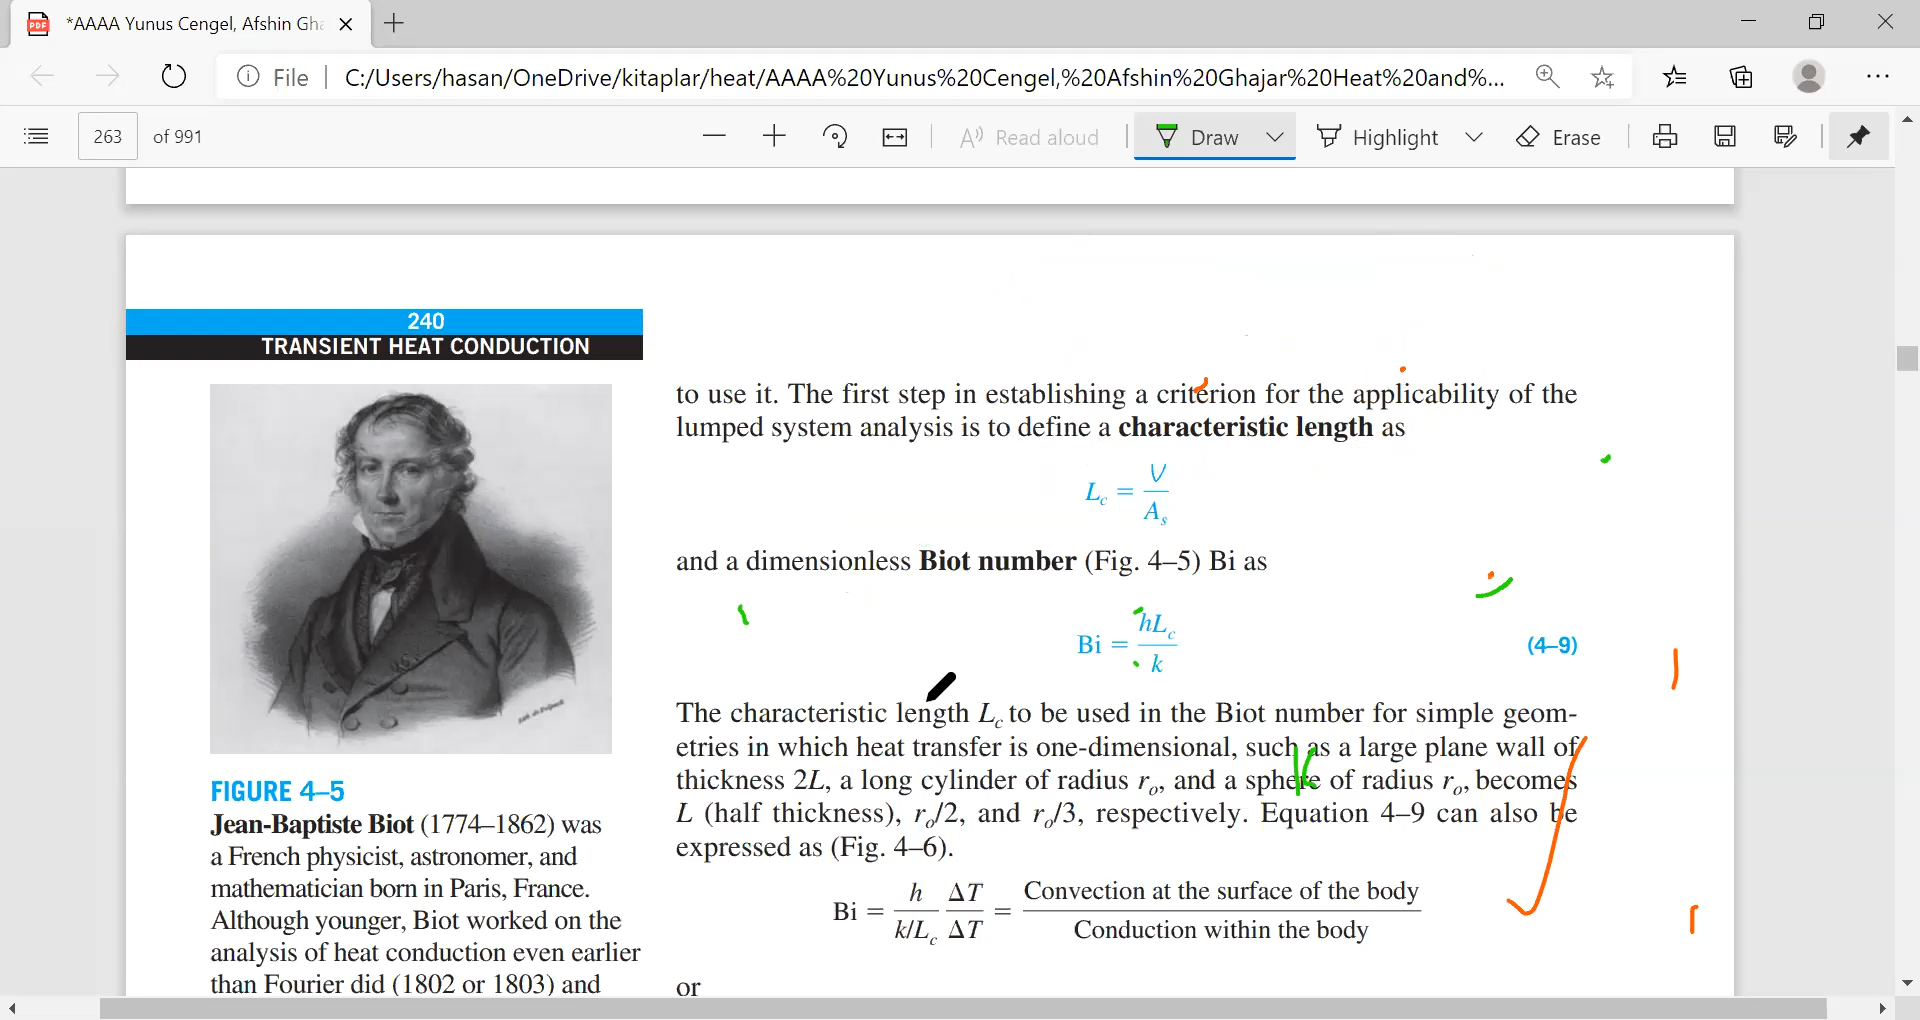 *AAAA Yunus Cengel, Afshin Gha
File
C:/Users/hasan/OneDrive/kitaplar/heat/AAAA%20Yunus%20Cengel,%20Afshin%20Ghajar%20Heat%20and%...
263 of 991
Read aloud
Draw
Highlight
Erase
240
TRANSIENT HEAT CONDUCTION
to use it. The first step in establishing a criterion for the applicability of the
lumped system analysis is to define a characteristic length as
L_c = V/A_s
and a dimensionless Biot number (Fig. 4–5) Bi as
Bi = hL_c/k (4–9)
The characteristic length L_c to be used in the Biot number for simple geom-
etries in which heat transfer is one-dimensional, such as a large plane wall of
thickness 2L, a long cylinder of radius r_o, and a sphere of radius r_o, becomes
L (half thickness), r_o/2, and r_o/3, respectively. Equation 4–9 can also be
expressed as (Fig. 4–6).
Bi = h/(k/L_c) ΔT/ΔT = Convection at the surface of the body / Conduction within the body
or
K
FIGURE 4–5
Jean-Baptiste Biot (1774–1862) was
a French physicist, astronomer, and
mathematician born in Paris, France.
Although younger, Biot worked on the
analysis of heat conduction even earlier
than Fourier did (1802 or 1803) and